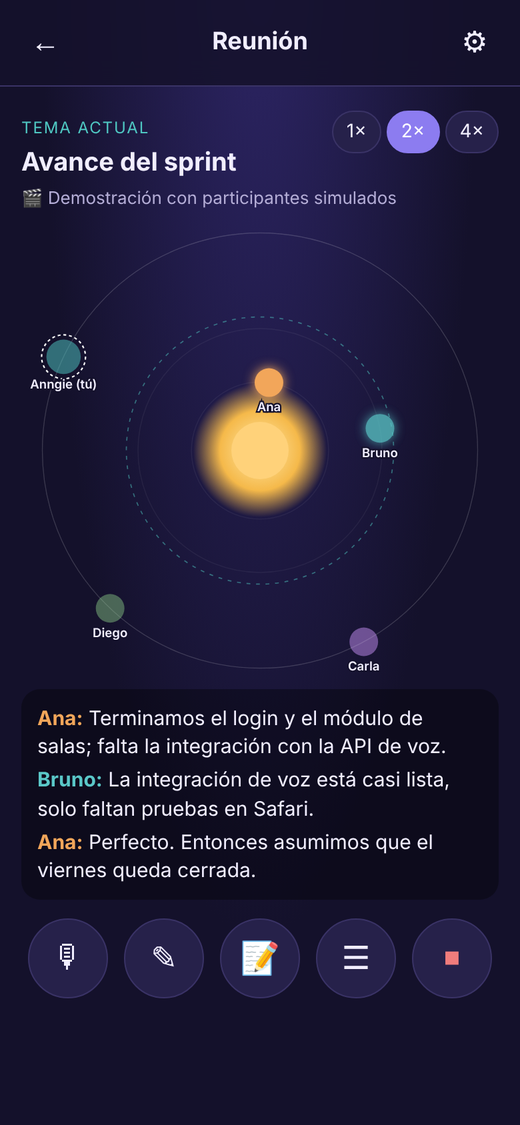 Reunión
TEMA ACTUAL
1×
2×
4×
Avance del sprint
🎬 Demostración con participantes simulados
Anngie (tú)
Ana
Bruno
Diego
Carla
Ana: Terminamos el login y el módulo de
salas; falta la integración con la API de voz.
Bruno: La integración de voz está casi lista,
solo faltan pruebas en Safari.
Ana: Perfecto. Entonces asumimos que el
viernes queda cerrada.